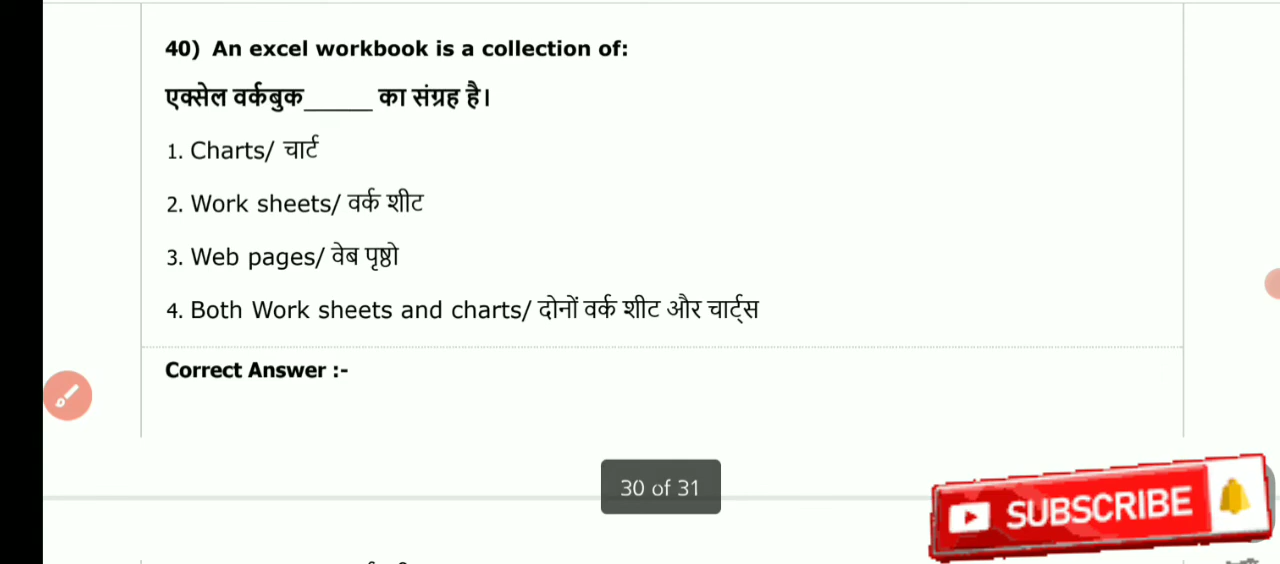 40) An excel workbook is a collection of:
एक्सेल वर्कबुक_____ का संग्रह है।
1. Charts/ चार्ट
2. Work sheets/ वर्क शीट
3. Web pages/ वेब पृष्ठो
4. Both Work sheets and charts/ दोनों वर्क शीट और चार्ट्स
Correct Answer :-
30 of 31
SUBSCRIBE